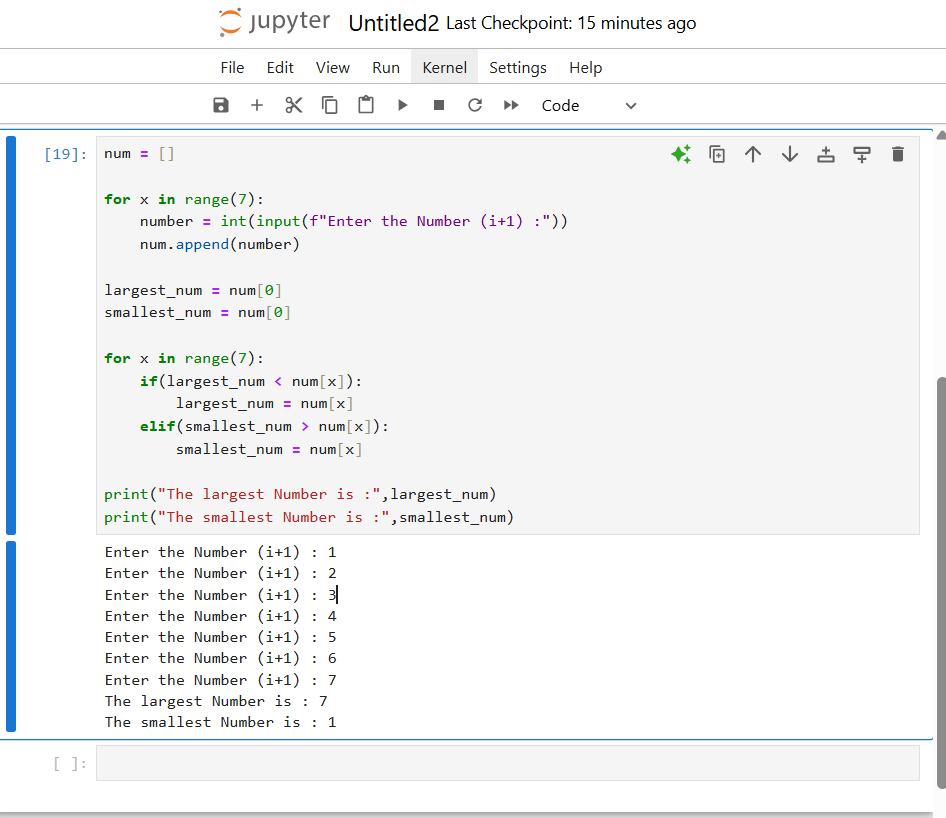 jupyter Untitled2 Last Checkpoint: 15 minutes ago
File Edit View Run Kernel Settings Help
Code
[19]: num = []
for x in range(7):
    number = int(input(f"Enter the Number (i+1) :"))
    num.append(number)
largest_num = num[0]
smallest_num = num[0]
for x in range(7):
    if(largest_num < num[x]):
        largest_num = num[x]
    elif(smallest_num > num[x]):
        smallest_num = num[x]
print("The largest Number is :",largest_num)
print("The smallest Number is :",smallest_num)
Enter the Number (i+1) : 1
Enter the Number (i+1) : 2
Enter the Number (i+1) : 3
Enter the Number (i+1) : 4
Enter the Number (i+1) : 5
Enter the Number (i+1) : 6
Enter the Number (i+1) : 7
The largest Number is : 7
The smallest Number is : 1
[ ]: